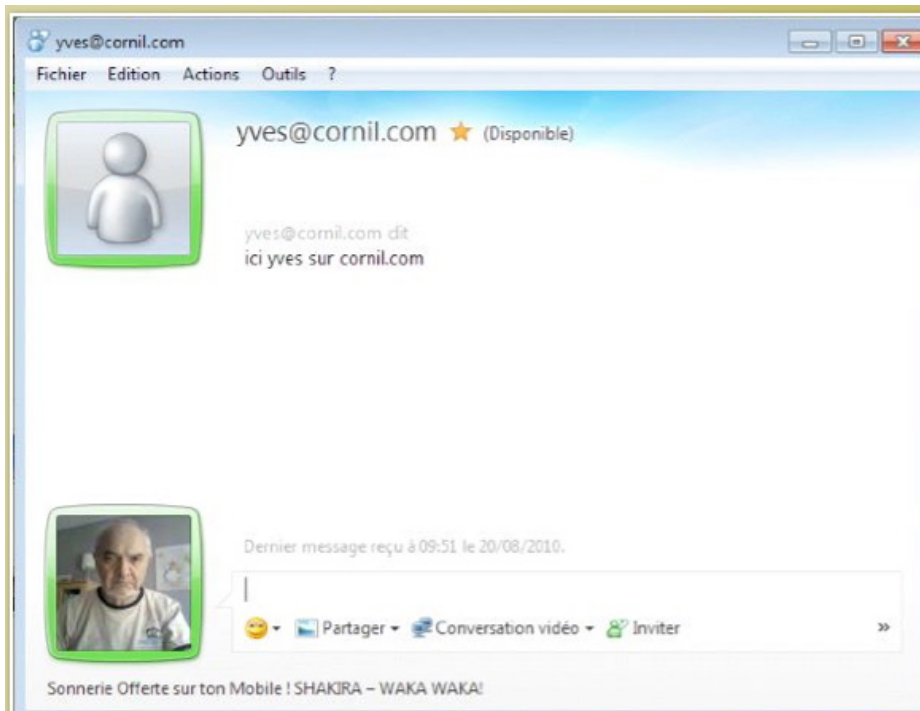 yves@cornil.com
Fichier Edition Actions Outils ?
yves@cornil.com (Disponible)
yves@cornil.com dit
ici yves sur cornil.com
Dernier message reçu à 09:51 le 20/08/2010.
Partager Conversation vidéo Inviter »
Sonnerie Offerte sur ton Mobile ! SHAKIRA – WAKA WAKA!